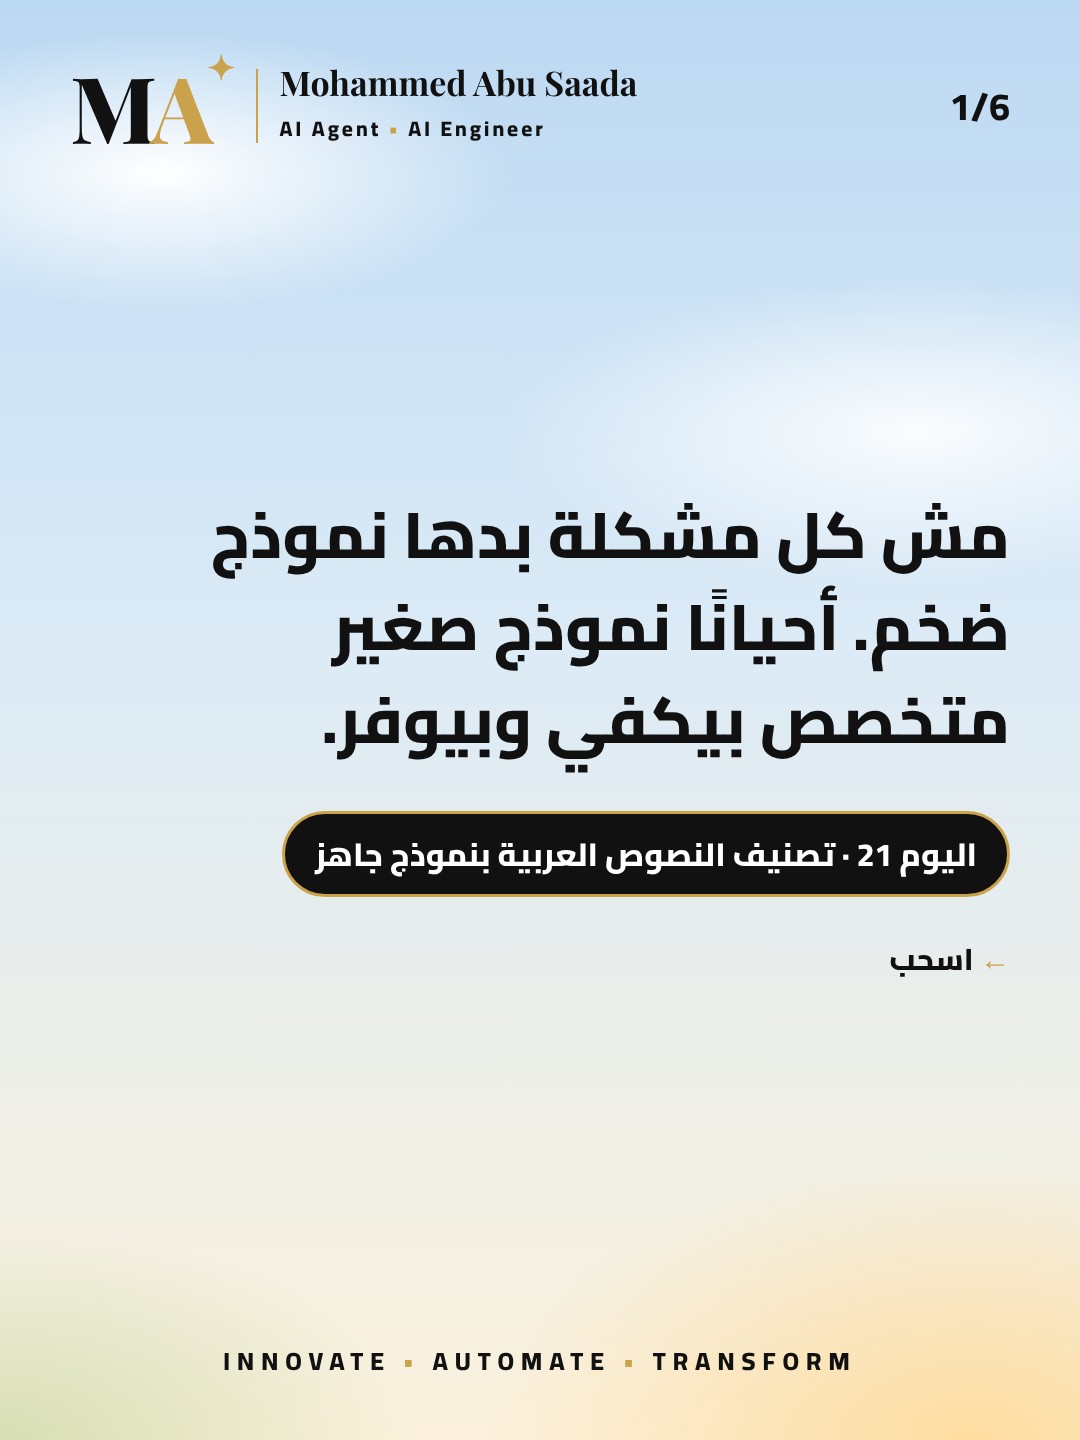 MA
Mohammed Abu Saada
AI Agent ▪ AI Engineer
1/6
مش كل مشكلة بدها نموذج
ضخم. أحيانًا نموذج صغير
متخصص بيكفي وبيوفر.
اليوم 21 · تصنيف النصوص العربية بنموذج جاهز
← اسحب
INNOVATE ▪ AUTOMATE ▪ TRANSFORM